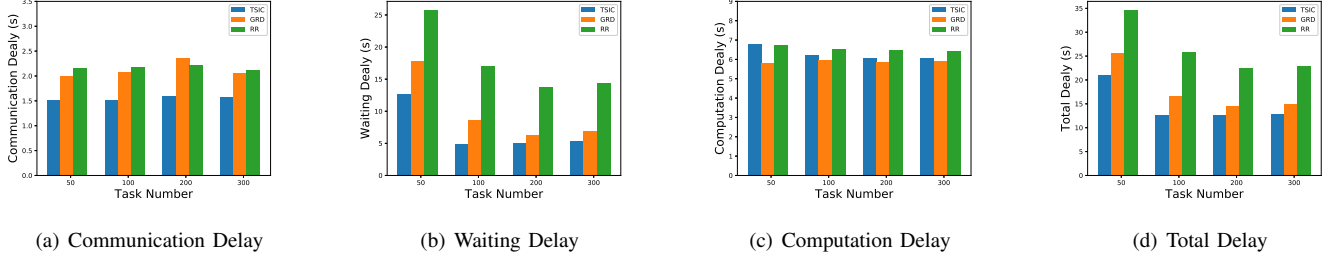 Communication Dealy (s)
3.5
3.0
2.5
2.0
1.5
1.0
0.5
0.0
TSIC
GRD
RR
50 100 200 300
Task Number
(a) Communication Delay
Waiting Dealy (s)
25
20
15
10
5
0
TSIC
GRD
RR
50 100 200 300
Task Number
(b) Waiting Delay
Computation Dealy (s)
9
8
7
6
5
4
3
2
1
0
TSIC
GRD
RR
50 100 200 300
Task Number
(c) Computation Delay
Total Dealy (s)
35
30
25
20
15
10
5
0
TSIC
GRD
RR
50 100 200 300
Task Number
(d) Total Delay